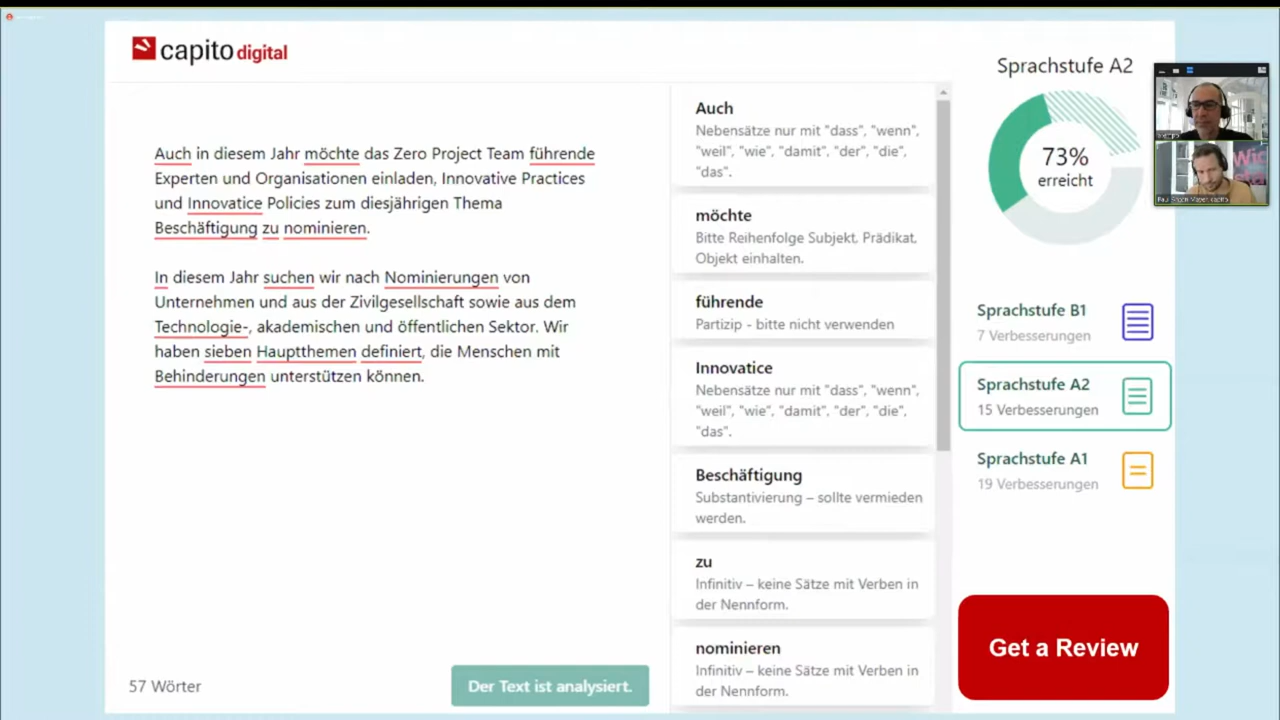 capito digital
Auch in diesem Jahr möchte das Zero Project Team führende
Experten und Organisationen einladen, Innovative Practices
und Innovatice Policies zum diesjährigen Thema
Beschäftigung zu nominieren.
In diesem Jahr suchen wir nach Nominierungen von
Unternehmen und aus der Zivilgesellschaft sowie aus dem
Technologie-, akademischen und öffentlichen Sektor. Wir
haben sieben Hauptthemen definiert, die Menschen mit
Behinderungen unterstützen können.
57 Wörter
Der Text ist analysiert.
Auch
Nebensätze nur mit "dass", "wenn",
"weil", "wie", "damit", "der", "die",
"das".
möchte
Bitte Reihenfolge Subjekt, Prädikat,
Objekt einhalten.
führende
Partizip - bitte nicht verwenden
Innovatice
Nebensätze nur mit "dass", "wenn",
"weil", "wie", "damit", "der", "die",
"das".
Beschäftigung
Substantivierung – sollte vermieden
werden.
zu
Infinitiv – keine Sätze mit Verben in
der Nennform.
nominieren
Infinitiv – keine Sätze mit Verben in
der Nennform.
Sprachstufe A2
73%
erreicht
Sprachstufe B1
7 Verbesserungen
Sprachstufe A2
15 Verbesserungen
Sprachstufe A1
19 Verbesserungen
Get a Review